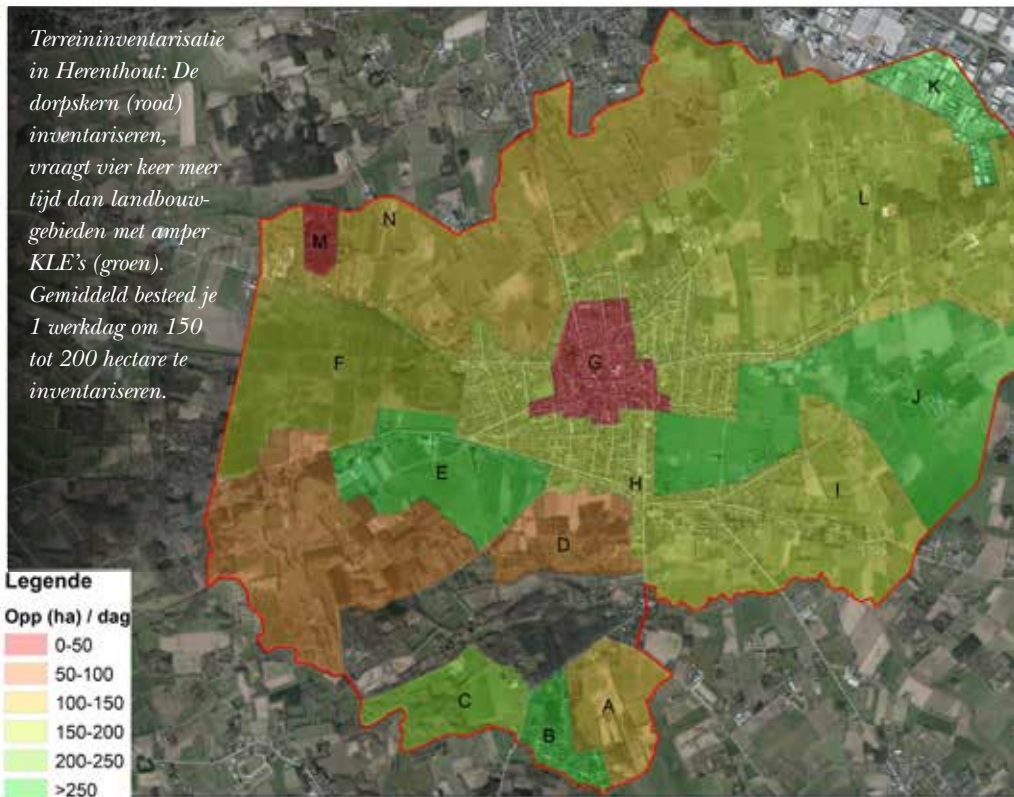 Terreininventarisatie
in Herenthout: De
dorpskern (rood)
inventariseren,
vraagt vier keer meer
tijd dan landbouw-
gebieden met amper
KLE's (groen).
Gemiddeld besteed je
1 werkdag om 150
tot 200 hectare te
inventariseren.
K
L
N
M
G
F
J
E
H
I
D
C
A
B
Legende
Opp (ha) / dag
0-50
50-100
100-150
150-200
200-250
>250